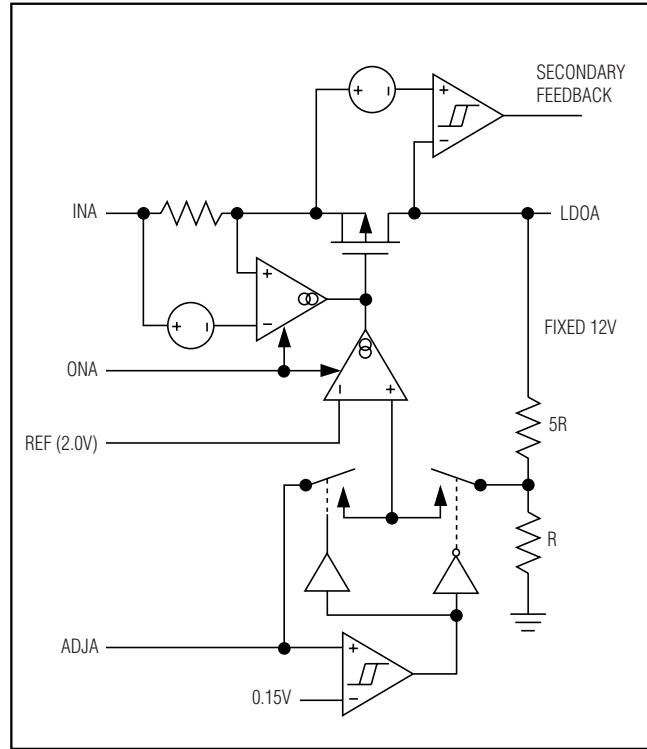 SECONDARY
FEEDBACK
+ −
+
−
INA
LDOA
+
−
+ −
FIXED 12V
ONA
− +
5R
REF (2.0V)
R
ADJA
+
0.15V
−